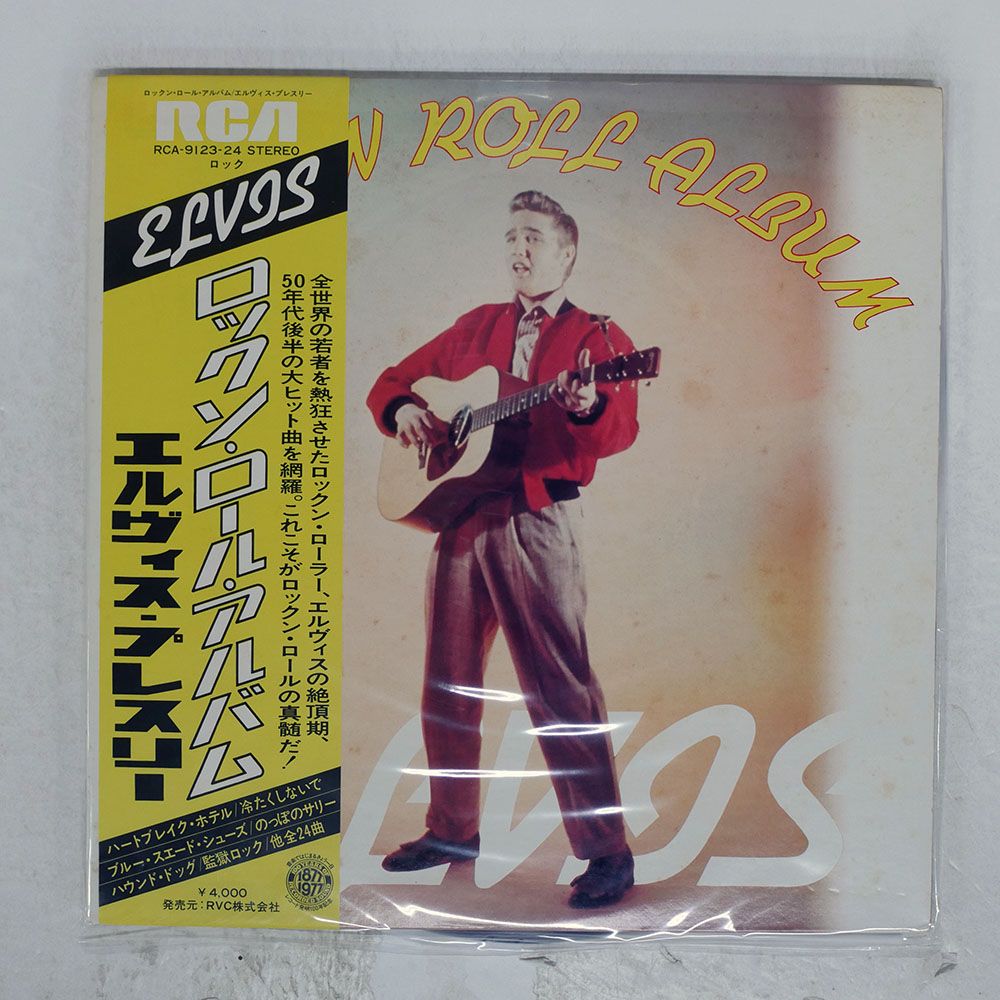 ロックン・ロール・アルバム/エルヴィス・プレスリー
RCA
RCA-9123-24 STEREO
ロック
ELVIS
ロックン・ロール・アルバム
エルヴィス・プレスリー
全世界の若者を熱狂させたロックン・ローラー、エルヴィスの絶頂期、
50年代後半の大ヒット曲を網羅。これこそがロックン・ロールの真髄だ!
ハートブレイク・ホテル/冷たくしないで
ブルー・スエード・シューズ/のっぽのサリー
ハウンド・ドッグ/監獄ロック/他全24曲
¥4,000
発売元:RVC株式会社
1877
1977
N ROLL ALBUM
LVIS